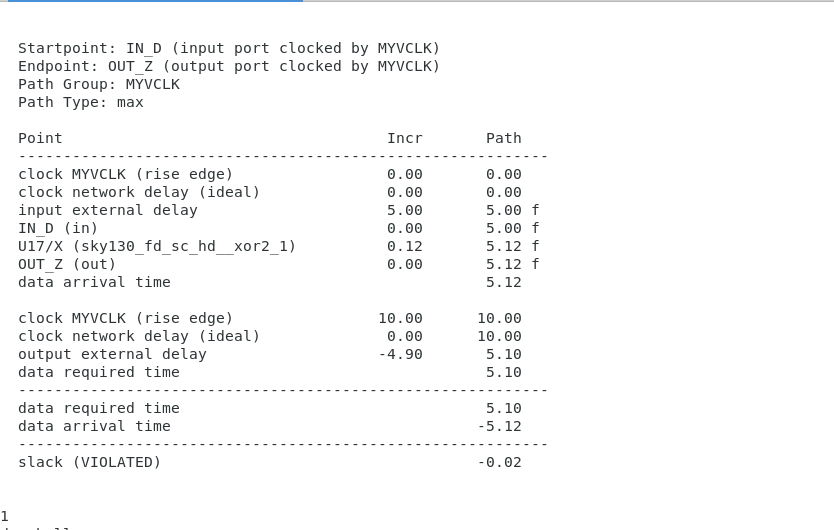 Startpoint: IN_D (input port clocked by MYVCLK)
Endpoint: OUT_Z (output port clocked by MYVCLK)
Path Group: MYVCLK
Path Type: max
Point                                    Incr       Path
-----------------------------------------------------------
clock MYVCLK (rise edge)                 0.00       0.00
clock network delay (ideal)              0.00       0.00
input external delay                     5.00       5.00 f
IN_D (in)                                0.00       5.00 f
U17/X (sky130_fd_sc_hd__xor2_1)          0.12       5.12 f
OUT_Z (out)                              0.00       5.12 f
data arrival time                                   5.12
clock MYVCLK (rise edge)                10.00      10.00
clock network delay (ideal)              0.00      10.00
output external delay                   -4.90       5.10
data required time                                  5.10
-----------------------------------------------------------
data required time                                  5.10
data arrival time                                  -5.12
-----------------------------------------------------------
slack (VIOLATED)                                   -0.02
1